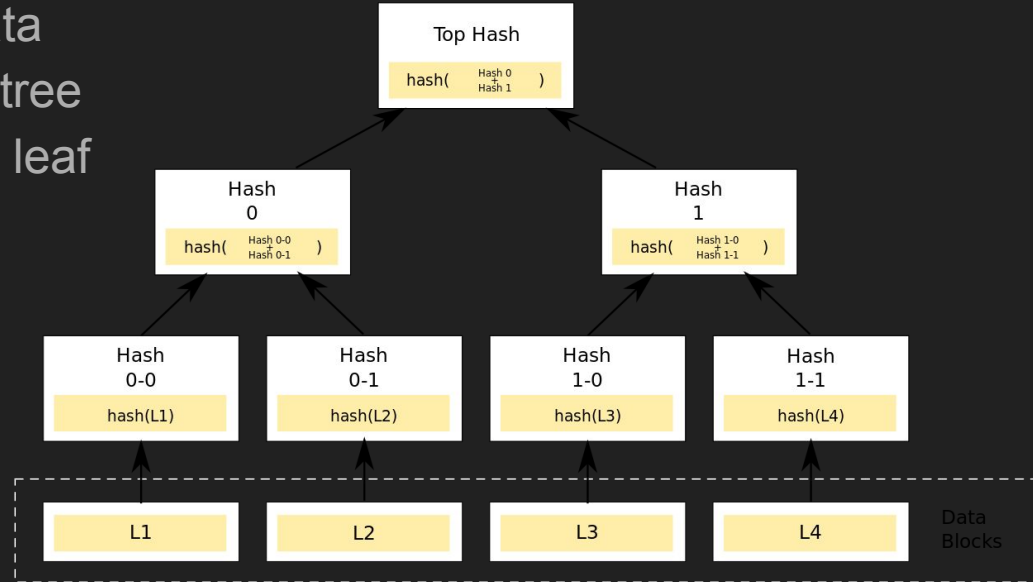 ta
tree
leaf
Top Hash
hash( Hash 0 + Hash 1 )
Hash
0
hash( Hash 0-0 + Hash 0-1 )
Hash
1
hash( Hash 1-0 + Hash 1-1 )
Hash
0-0
hash(L1)
Hash
0-1
hash(L2)
Hash
1-0
hash(L3)
Hash
1-1
hash(L4)
L1
L2
L3
L4
Data
Blocks